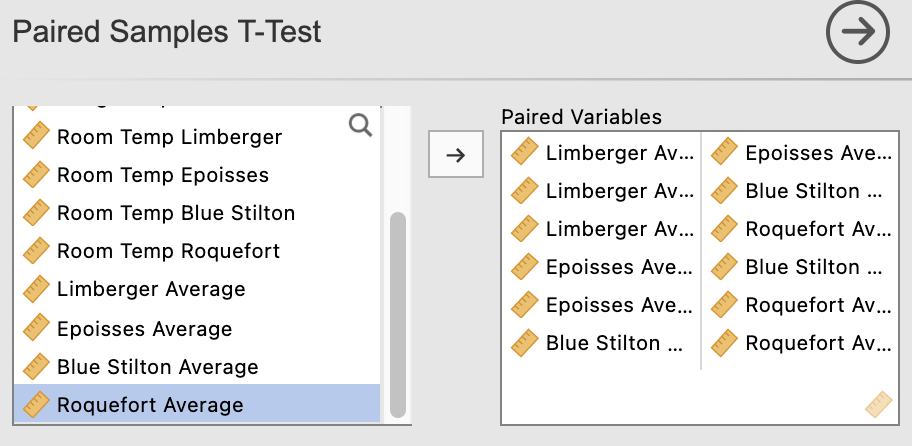 Paired Samples T-Test
Room Temp Limberger
Room Temp Epoisses
Room Temp Blue Stilton
Room Temp Roquefort
Limberger Average
Epoisses Average
Blue Stilton Average
Roquefort Average
Paired Variables
Limberger Av... Epoisses Ave...
Limberger Av... Blue Stilton ...
Limberger Av... Roquefort Av...
Epoisses Ave... Blue Stilton ...
Epoisses Ave... Roquefort Av...
Blue Stilton ... Roquefort Av...